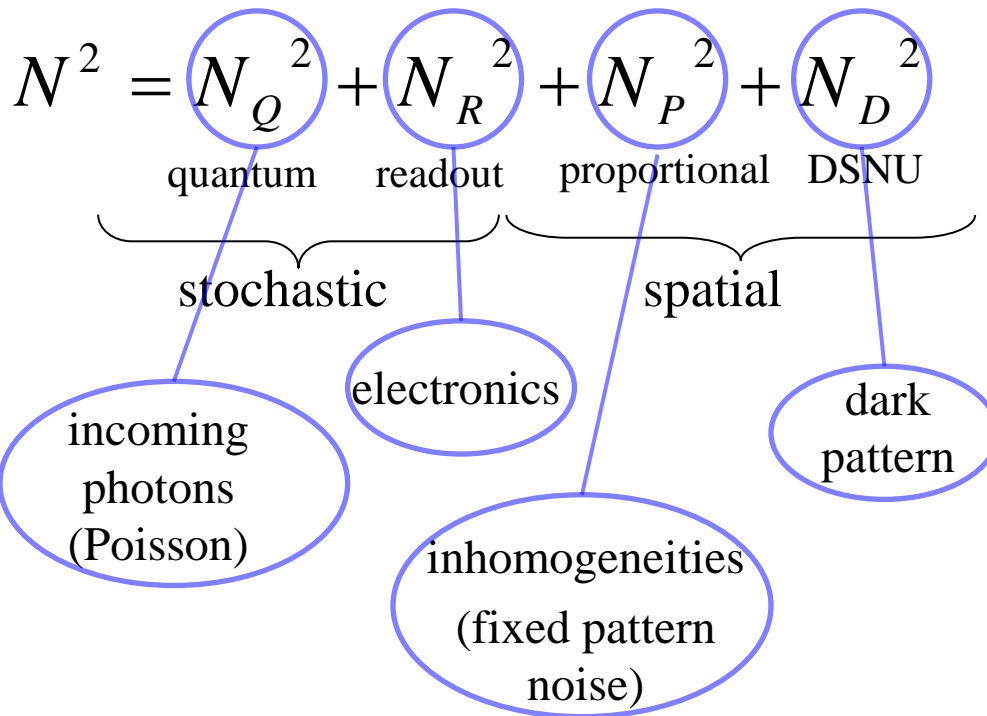 N² = N_Q² + N_R² + N_P² + N_D²
quantum readout proportional DSNU
stochastic spatial
electronics
incoming
photons
(Poisson)
dark
pattern
inhomogeneities
(fixed pattern
noise)